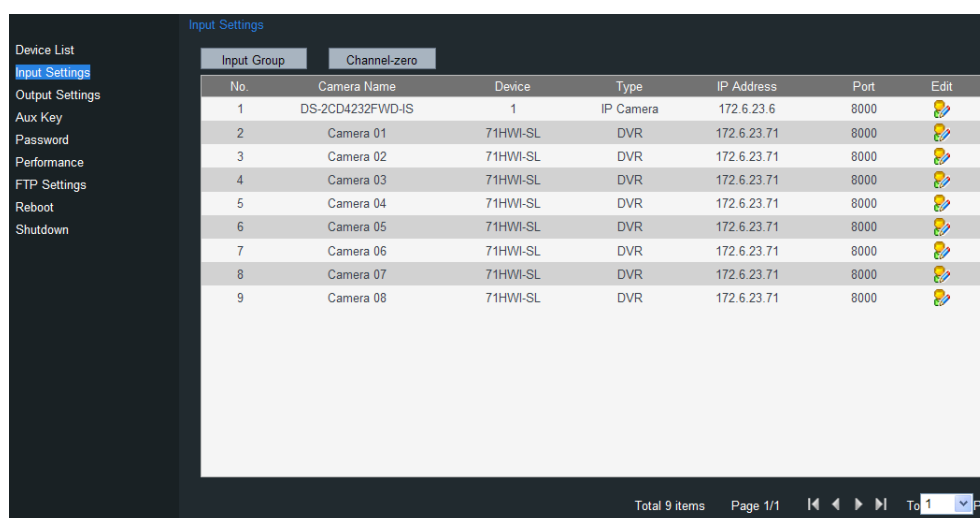 Input Settings
Device List
Input Settings
Output Settings
Aux Key
Password
Performance
FTP Settings
Reboot
Shutdown
Input Group Channel-zero
No. Camera Name Device Type IP Address Port Edit
1 DS-2CD4232FWD-IS 1 IP Camera 172.6.23.6 8000
2 Camera 01 71HWI-SL DVR 172.6.23.71 8000
3 Camera 02 71HWI-SL DVR 172.6.23.71 8000
4 Camera 03 71HWI-SL DVR 172.6.23.71 8000
5 Camera 04 71HWI-SL DVR 172.6.23.71 8000
6 Camera 05 71HWI-SL DVR 172.6.23.71 8000
7 Camera 06 71HWI-SL DVR 172.6.23.71 8000
8 Camera 07 71HWI-SL DVR 172.6.23.71 8000
9 Camera 08 71HWI-SL DVR 172.6.23.71 8000
Total 9 items Page 1/1 To 1 P